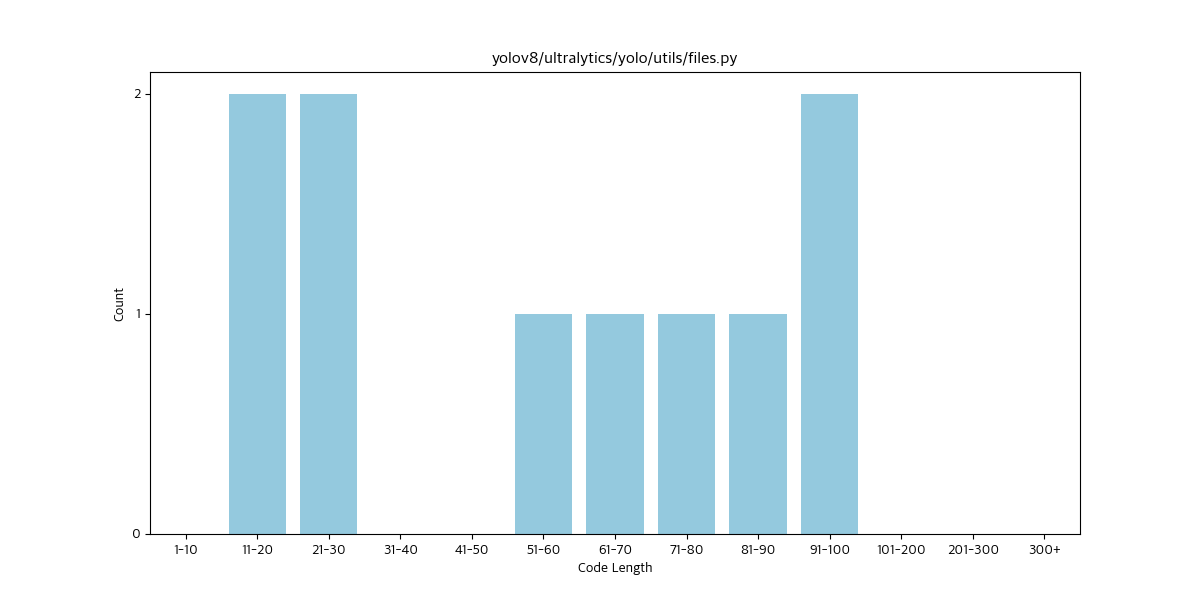 yolov8/ultralytics/yolo/utils/files.py
2
1
0
Count
1-10 11-20 21-30 31-40 41-50 51-60 61-70 71-80 81-90 91-100 101-200 201-300 300+
Code Length